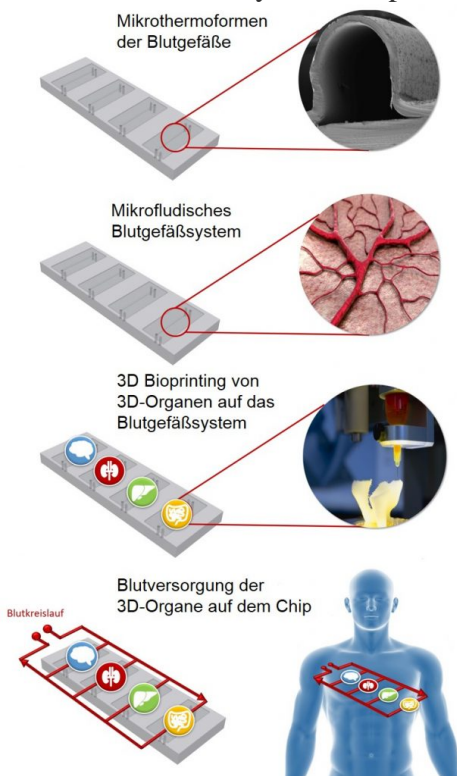 Mikrothermoformen
der Blutgefäße
Mikrofludisches
Blutgefäßsystem
3D Bioprinting von
3D-Organen auf das
Blutgefäßsystem
Blutversorgung der
3D-Organe auf dem Chip
Blutkreislauf